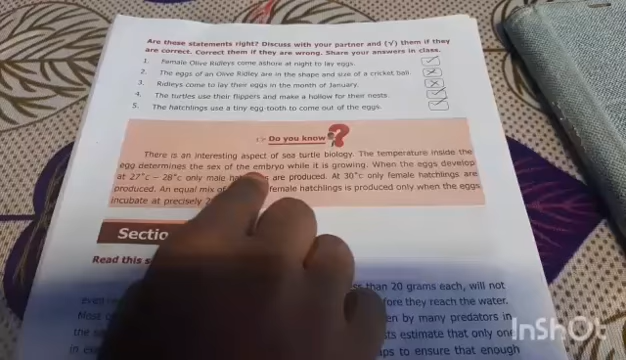 Are these statements right? Discuss with your partner and (√) them if they
are correct. Correct them if they are wrong. Share your answers in class.
1. Female Olive Ridleys come ashore at night to lay eggs.
2. The eggs of an Olive Ridley are in the shape and size of a cricket ball.
3. Ridleys come to lay their eggs in the month of January.
4. The turtles use their flippers and make a hollow for their nests.
5. The hatchlings use a tiny egg-tooth to come out of the eggs.
Do you know ?
There is an interesting aspect of sea turtle biology. The temperature inside the
egg determines the sex of the embryo while it is growing. When the eggs develop
at 27°c – 28°c only male are produced. At 30°c only female hatchlings are
produced. An equal mix of female hatchlings is produced only when the eggs
incubate at precisely
Sectio
Read this s
ss than 20 grams each, will not
fore they reach the water.
Most en by many predators in
the ts estimate that only one
in aps to ensure that enough
InShOt